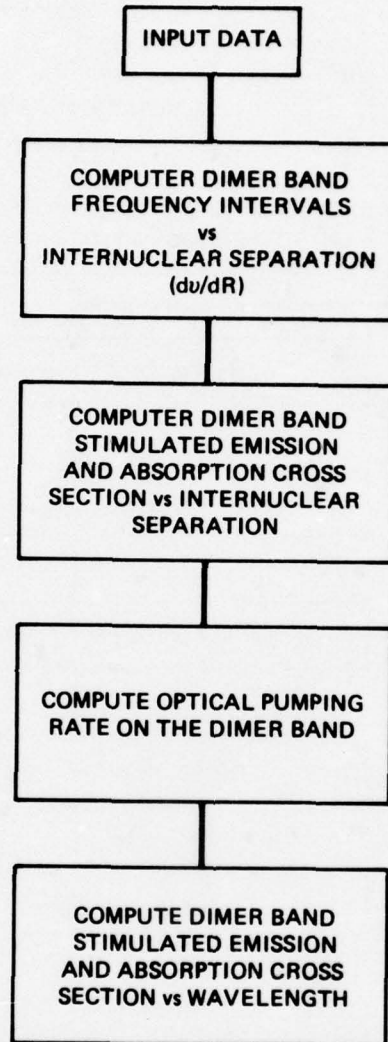 INPUT DATA
COMPUTER DIMER BAND
FREQUENCY INTERVALS
vs
INTERNUCLEAR SEPARATION
(dυ/dR)
COMPUTER DIMER BAND
STIMULATED EMISSION
AND ABSORPTION CROSS
SECTION vs INTERNUCLEAR
SEPARATION
COMPUTE OPTICAL PUMPING
RATE ON THE DIMER BAND
COMPUTE DIMER BAND
STIMULATED EMISSION
AND ABSORPTION CROSS
SECTION vs WAVELENGTH